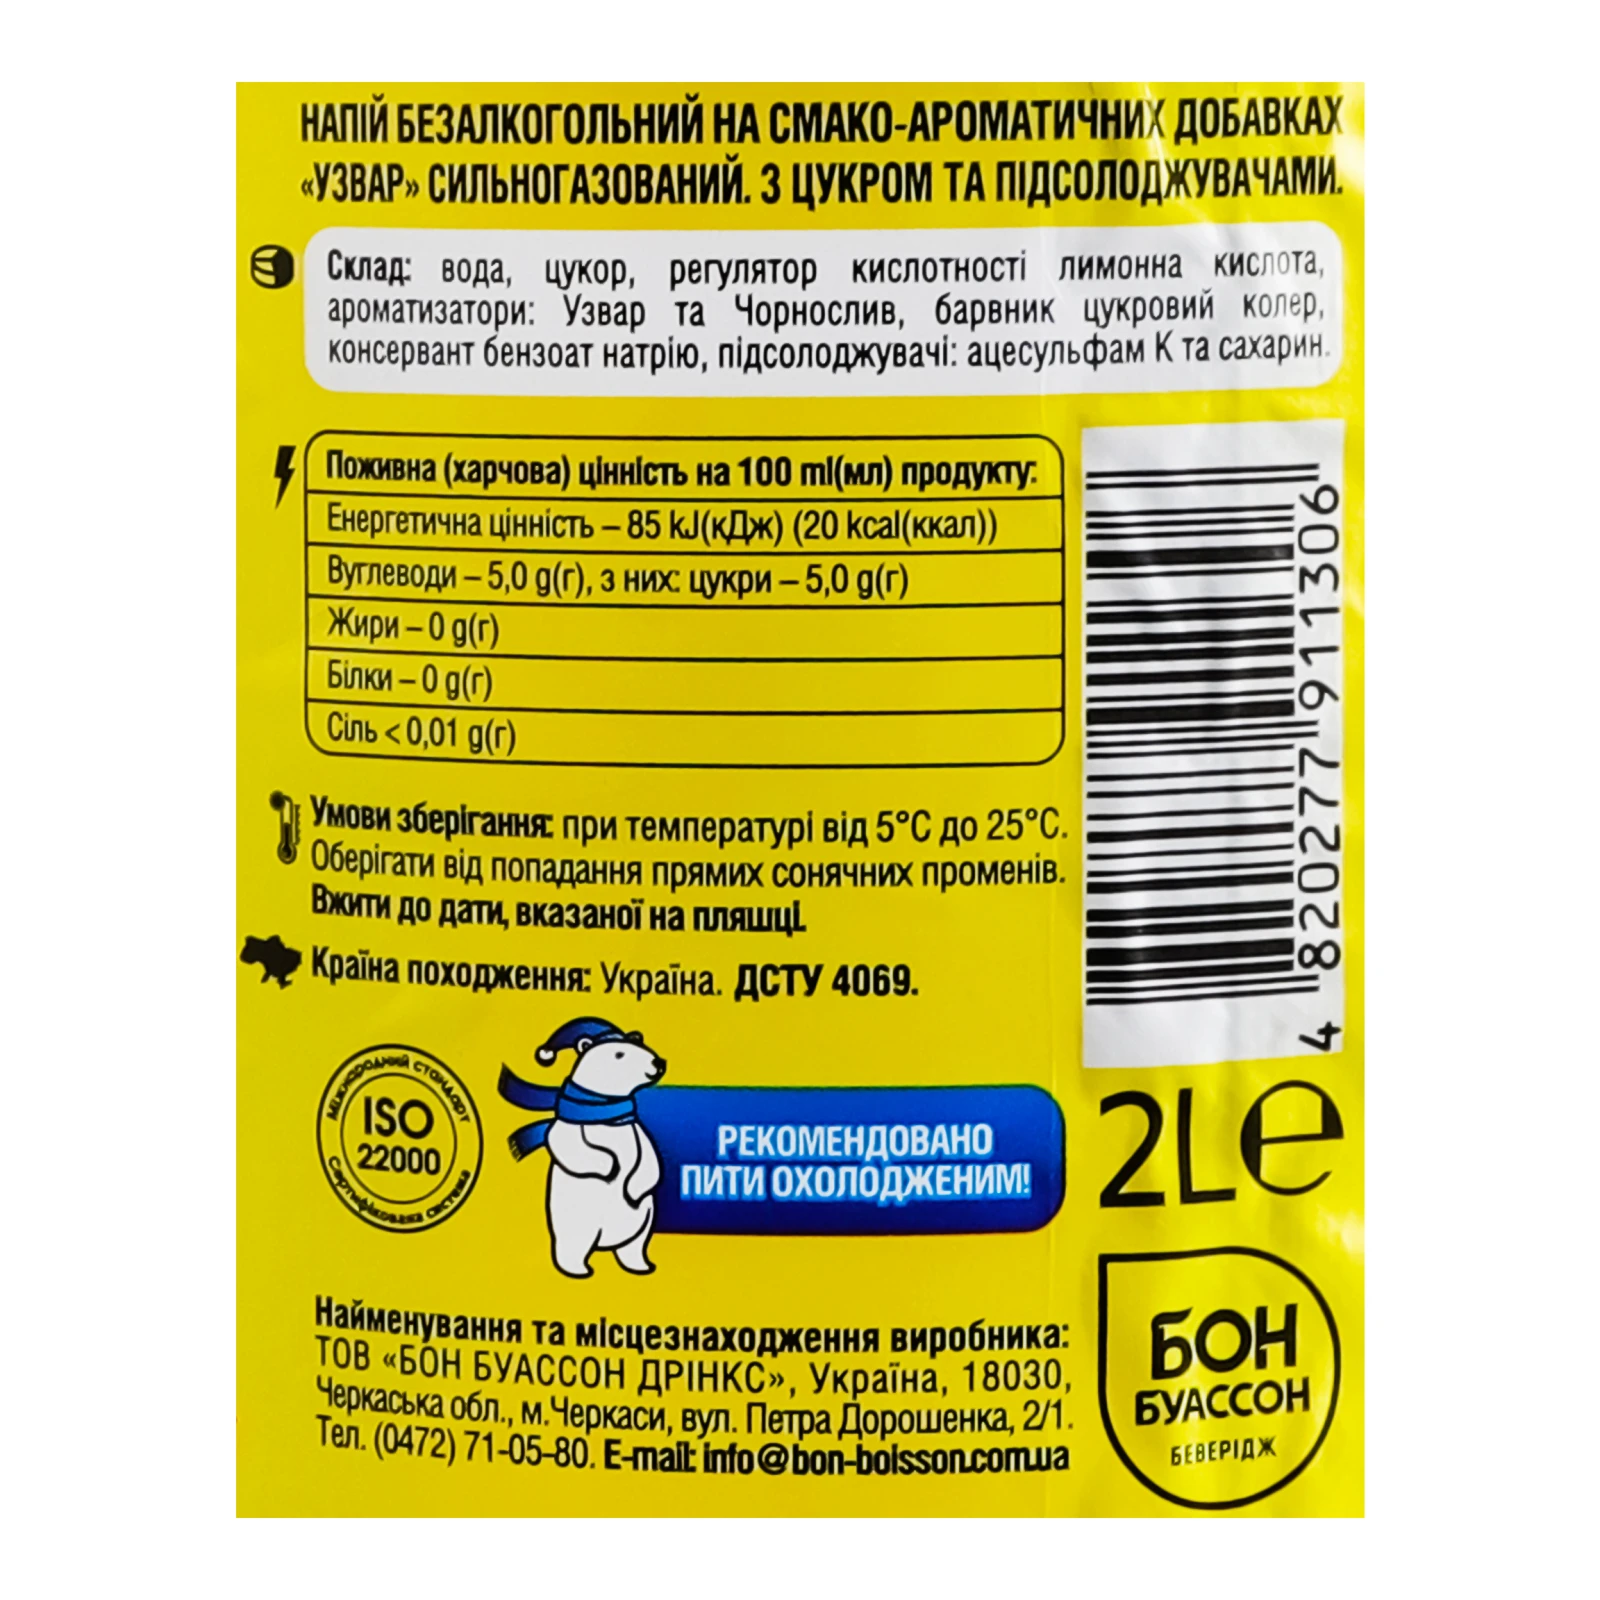 НАПІЙ БЕЗАЛКОГОЛЬНИЙ НА СМАКО-АРОМАТИЧНИХ ДОБАВКАХ
«УЗВАР» СИЛЬНОГАЗОВАНИЙ. З ЦУКРОМ ТА ПІДСОЛОДЖУВАЧАМИ.
Склад: вода, цукор, регулятор кислотності лимонна кислота,
ароматизатори: Узвар та Чорнослив, барвник цукровий колер,
консервант бензоат натрію, підсолоджувачі: ацесульфам К та сахарин.
Поживна (харчова) цінність на 100 ml(мл) продукту:
Енергетична цінність – 85 kJ(кДж) (20 kcal(ккал))
Вуглеводи – 5,0 g(г), з них: цукри – 5,0 g(г)
Жири – 0 g(г)
Білки – 0 g(г)
Сіль < 0,01 g(г)
4 820277 911306
Умови зберігання: при температурі від 5°С до 25°С.
Оберігати від попадання прямих сонячних променів.
Вжити до дати, вказаної на пляшці.
Країна походження: Україна. ДСТУ 4069.
Міжнародний стандарт
ISO
22000
Сертифікована система
РЕКОМЕНДОВАНО
ПИТИ ОХОЛОДЖЕНИМ!
2L℮
Найменування та місцезнаходження виробника:
ТОВ «БОН БУАССОН ДРІНКС», Україна, 18030,
Черкаська обл., м.Черкаси, вул. Петра Дорошенка, 2/1.
Тел. (0472) 71-05-80. E-mail: info@bon-boisson.com.ua
БОН
БУАССОН
БЕВЕРІДЖ